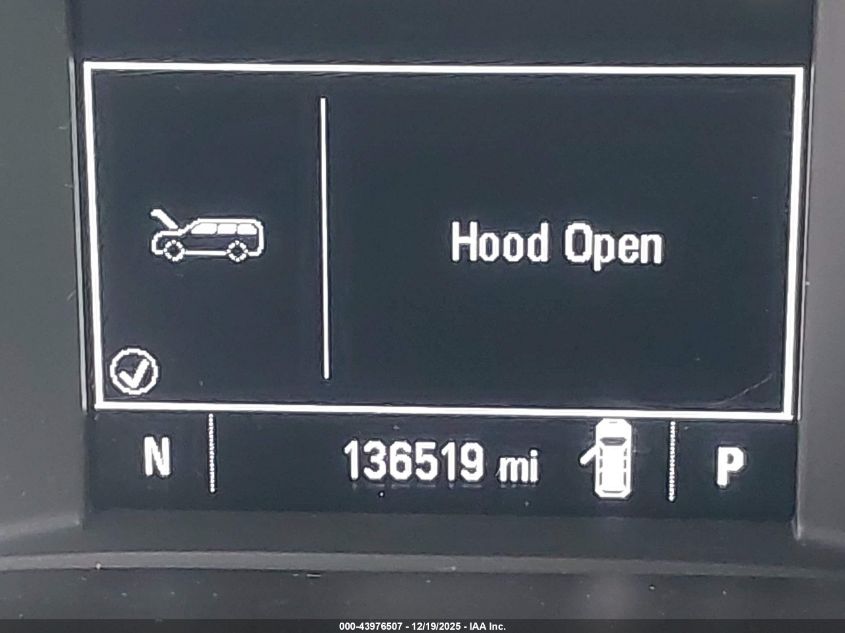 Hood Open
N 136519 mi P
000-43976507 - 12/19/2025 - IAA Inc.